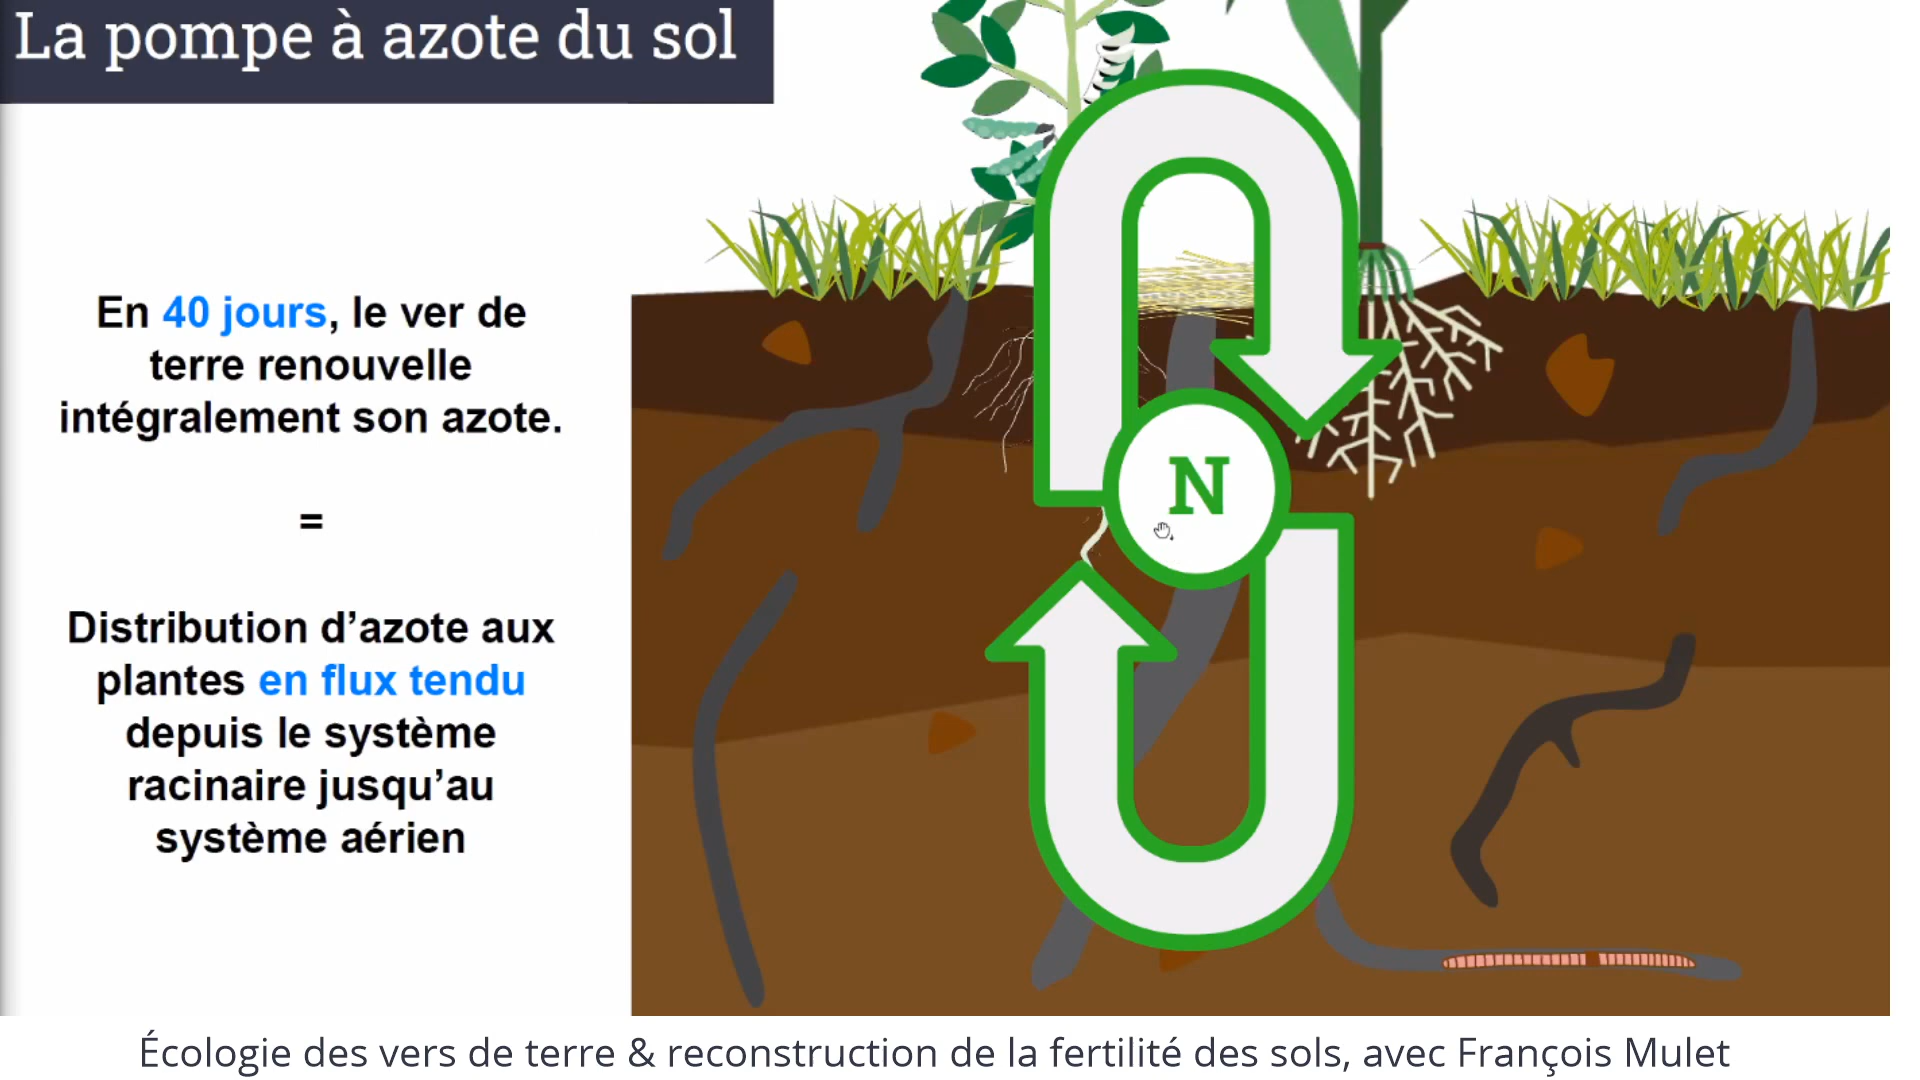 La pompe à azote du sol
En 40 jours, le ver de
terre renouvelle
intégralement son azote.
=
Distribution d’azote aux
plantes en flux tendu
depuis le système
racinaire jusqu’au
système aérien
N
Écologie des vers de terre & reconstruction de la fertilité des sols, avec François Mulet